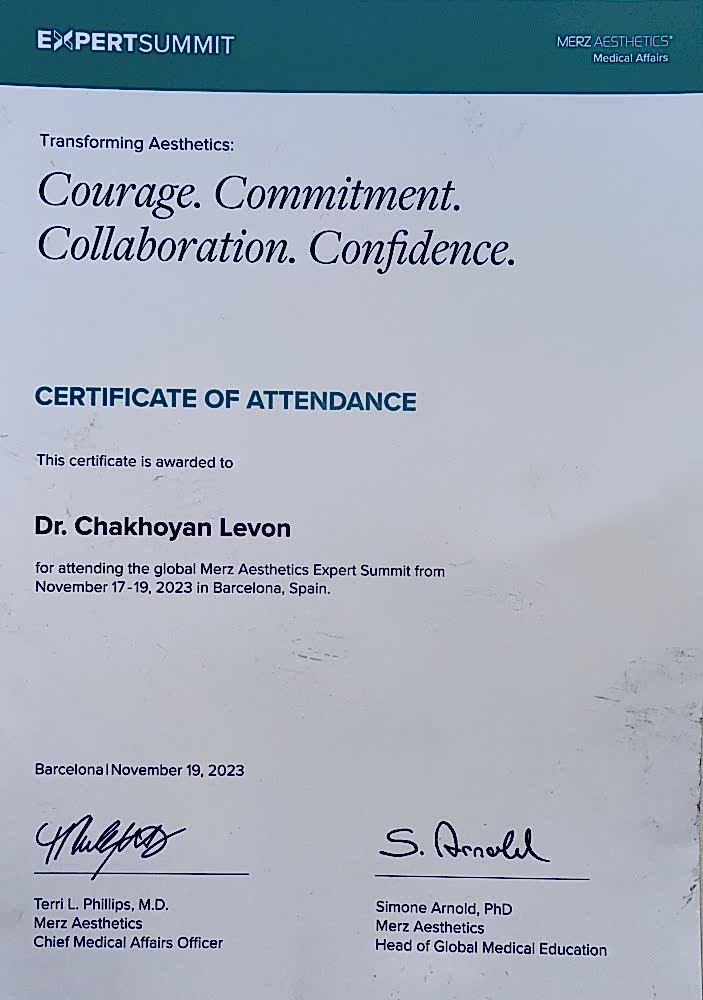 EXPERTSUMMIT
MERZ AESTHETICS®
Medical Affairs
Transforming Aesthetics:
Courage. Commitment.
Collaboration. Confidence.
CERTIFICATE OF ATTENDANCE
This certificate is awarded to
Dr. Chakhoyan Levon
for attending the global Merz Aesthetics Expert Summit from
November 17-19, 2023 in Barcelona, Spain.
Barcelona | November 19, 2023
S. Arnold
Terri L. Phillips, M.D.
Merz Aesthetics
Chief Medical Affairs Officer
Simone Arnold, PhD
Merz Aesthetics
Head of Global Medical Education